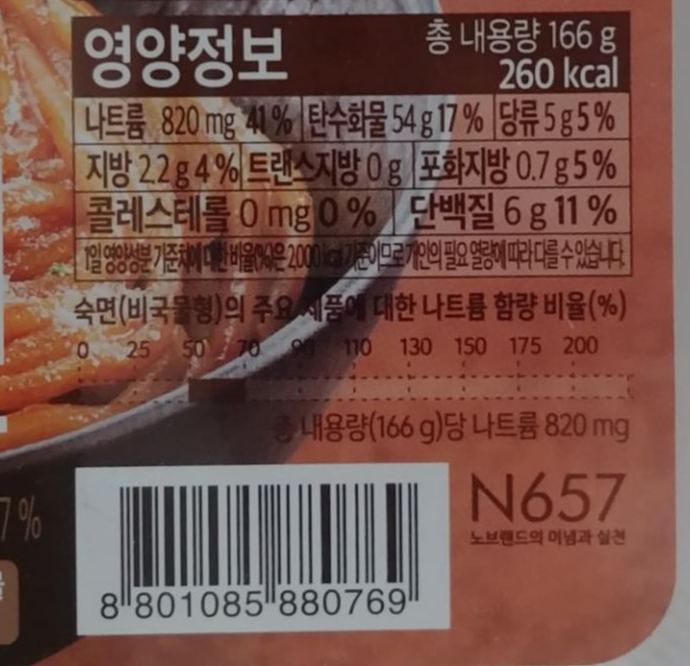 영양정보
총 내용량 166 g
260 kcal
나트륨 820 mg 41 % 탄수화물 54 g 17 % 당류 5 g 5 %
지방 2.2 g 4 % 트랜스지방 0 g 포화지방 0.7 g 5 %
콜레스테롤 0 mg 0 % 단백질 6 g 11 %
1일 영양성분 기준치에 대한 비율(%)은 2,000 kcal 기준이므로 개인의 필요 열량에 따라 다를 수 있습니다.
숙면(비국물형)의 주요 제품에 대한 나트륨 함량 비율(%)
0 25 50 70 90 110 130 150 175 200
총 내용량(166 g)당 나트륨 820 mg
7 %
N657
노브랜드의 이념과 실천
8 801085 880769